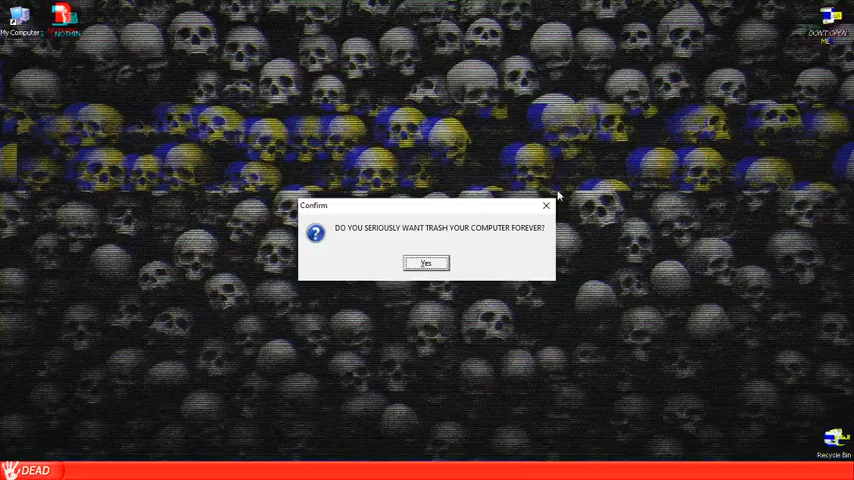 My Computer
NOTHIN
DON'T OPEN
ME
Confirm
DO YOU SERIOUSLY WANT TRASH YOUR COMPUTER FOREVER?
Yes
Recycle Bin
DEAD